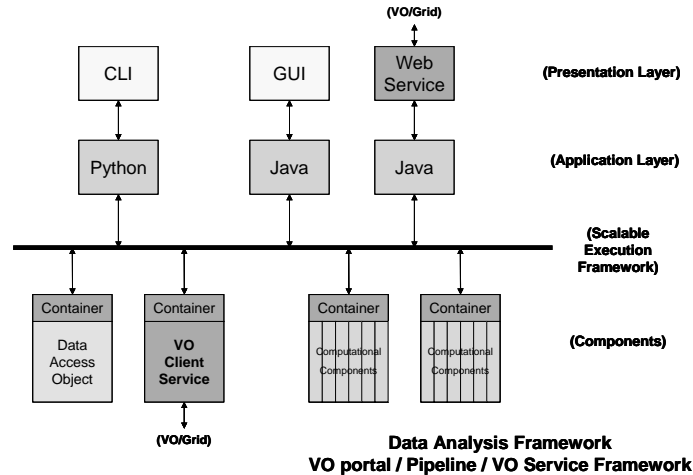 (VO/Grid)
CLI
GUI
Web
Service
(Presentation Layer)
Python
Java
Java
(Application Layer)
(Scalable
Execution
Framework)
Container
Container
Container
Container
Data
Access
Object
VO
Client
Service
Computational
Components
Computational
Components
(Components)
(VO/Grid)
Data Analysis Framework
VO portal / Pipeline / VO Service Framework